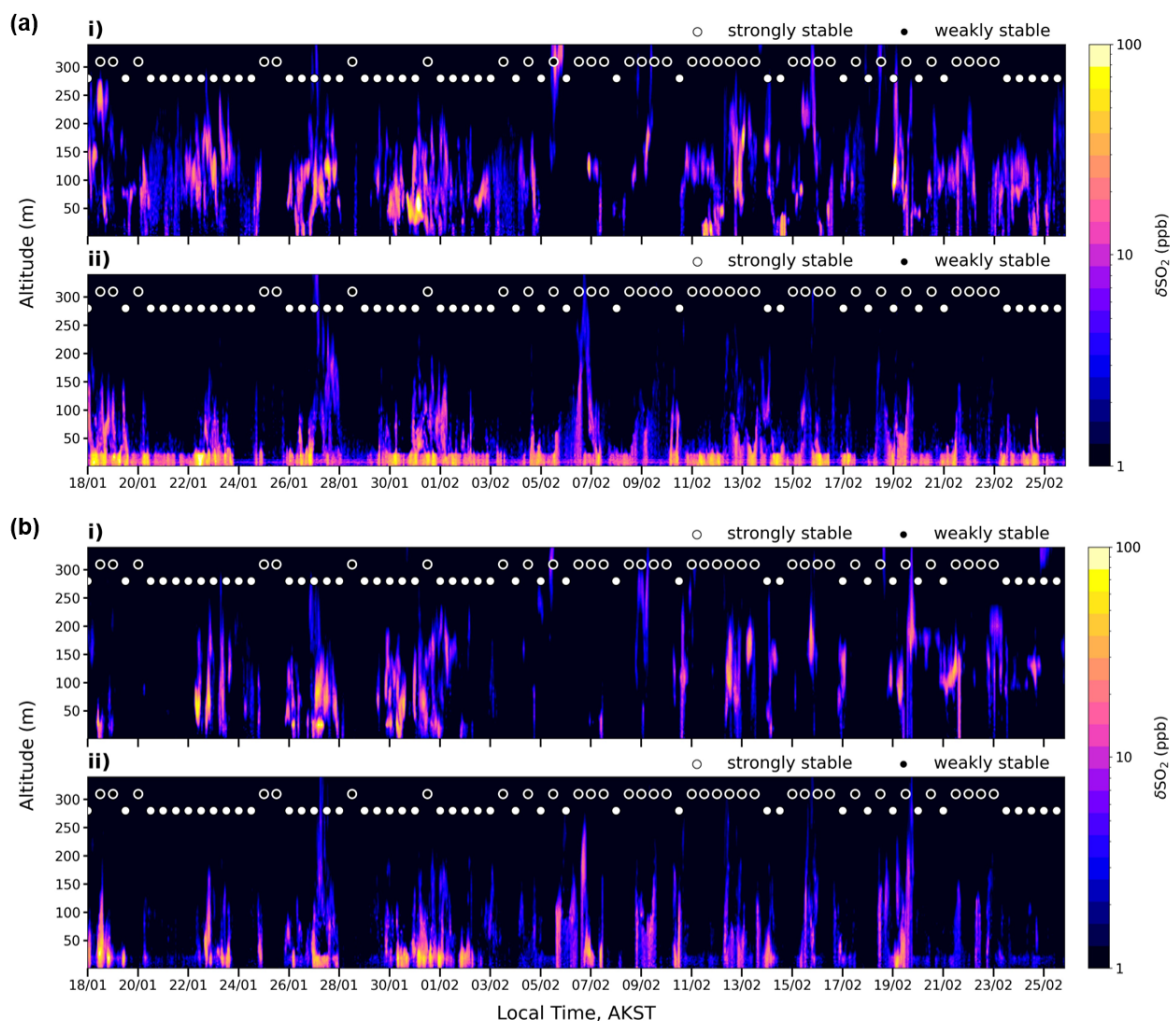 (a)
i)
strongly stable
weakly stable
300
250
200
150
100
50
ii)
strongly stable
weakly stable
300
250
200
150
100
50
Altitude (m)
18/01 20/01 22/01 24/01 26/01 28/01 30/01 01/02 03/02 05/02 07/02 09/02 11/02 13/02 15/02 17/02 19/02 21/02 23/02 25/02
100
10
1
δSO₂ (ppb)
(b)
i)
strongly stable
weakly stable
300
250
200
150
100
50
ii)
strongly stable
weakly stable
300
250
200
150
100
50
Altitude (m)
18/01 20/01 22/01 24/01 26/01 28/01 30/01 01/02 03/02 05/02 07/02 09/02 11/02 13/02 15/02 17/02 19/02 21/02 23/02 25/02
Local Time, AKST
100
10
1
δSO₂ (ppb)